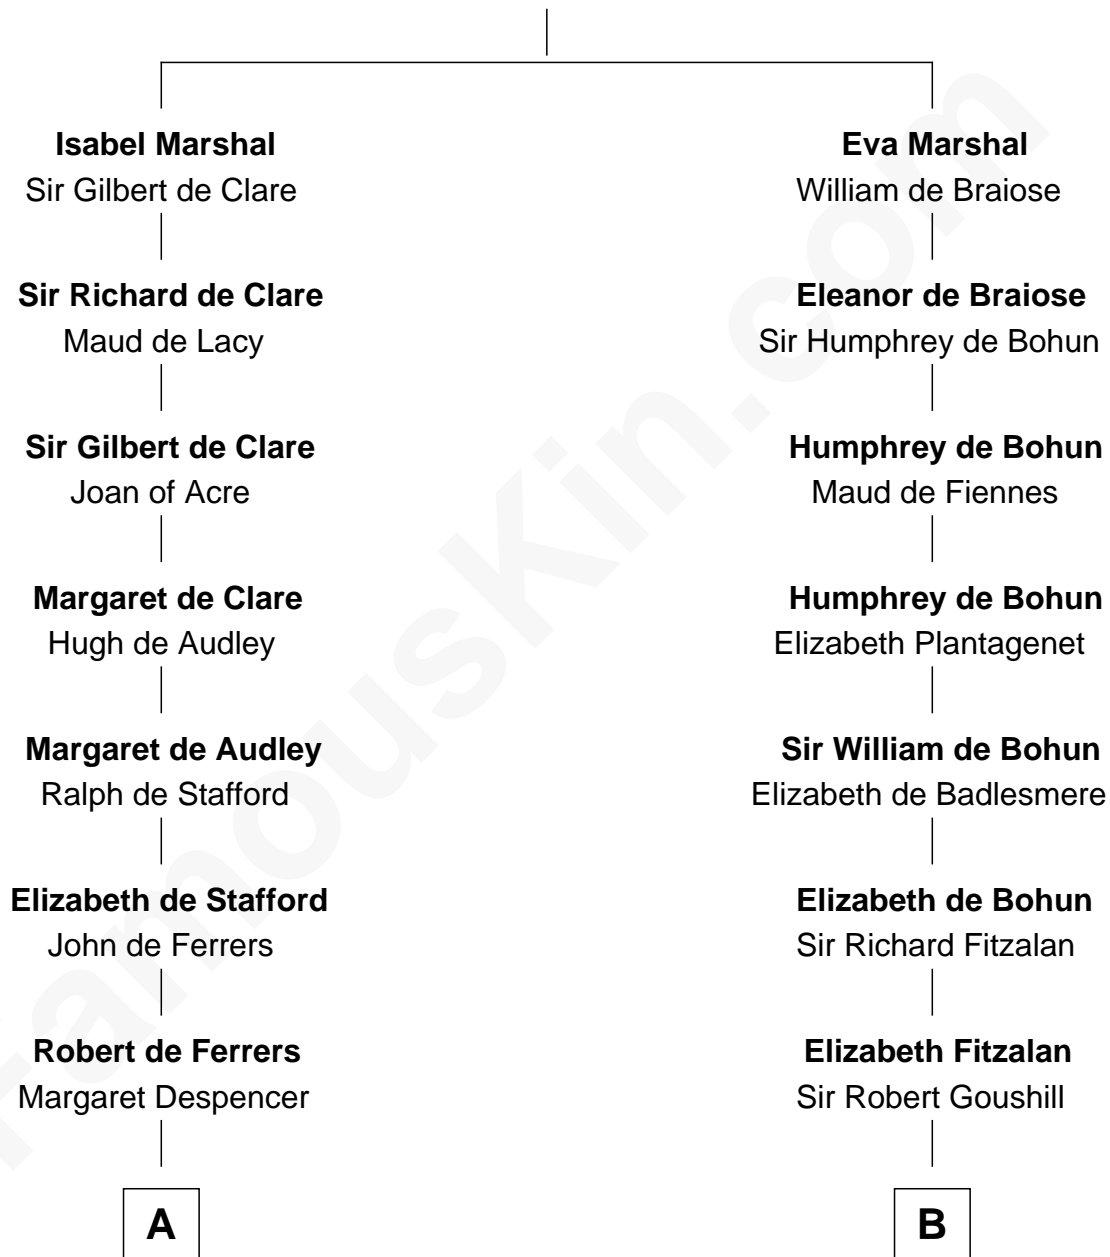 Isabel Marshal
Sir Gilbert de Clare
Eva Marshal
William de Braiose
Sir Richard de Clare
Maud de Lacy
Eleanor de Braiose
Sir Humphrey de Bohun
Sir Gilbert de Clare
Joan of Acre
Humphrey de Bohun
Maud de Fiennes
Margaret de Clare
Hugh de Audley
Humphrey de Bohun
Elizabeth Plantagenet
Margaret de Audley
Ralph de Stafford
Sir William de Bohun
Elizabeth de Badlesmere
Elizabeth de Stafford
John de Ferrers
Elizabeth de Bohun
Sir Richard Fitzalan
Robert de Ferrers
Margaret Despencer
Elizabeth Fitzalan
Sir Robert Goushill
A
B
FamousKin.com